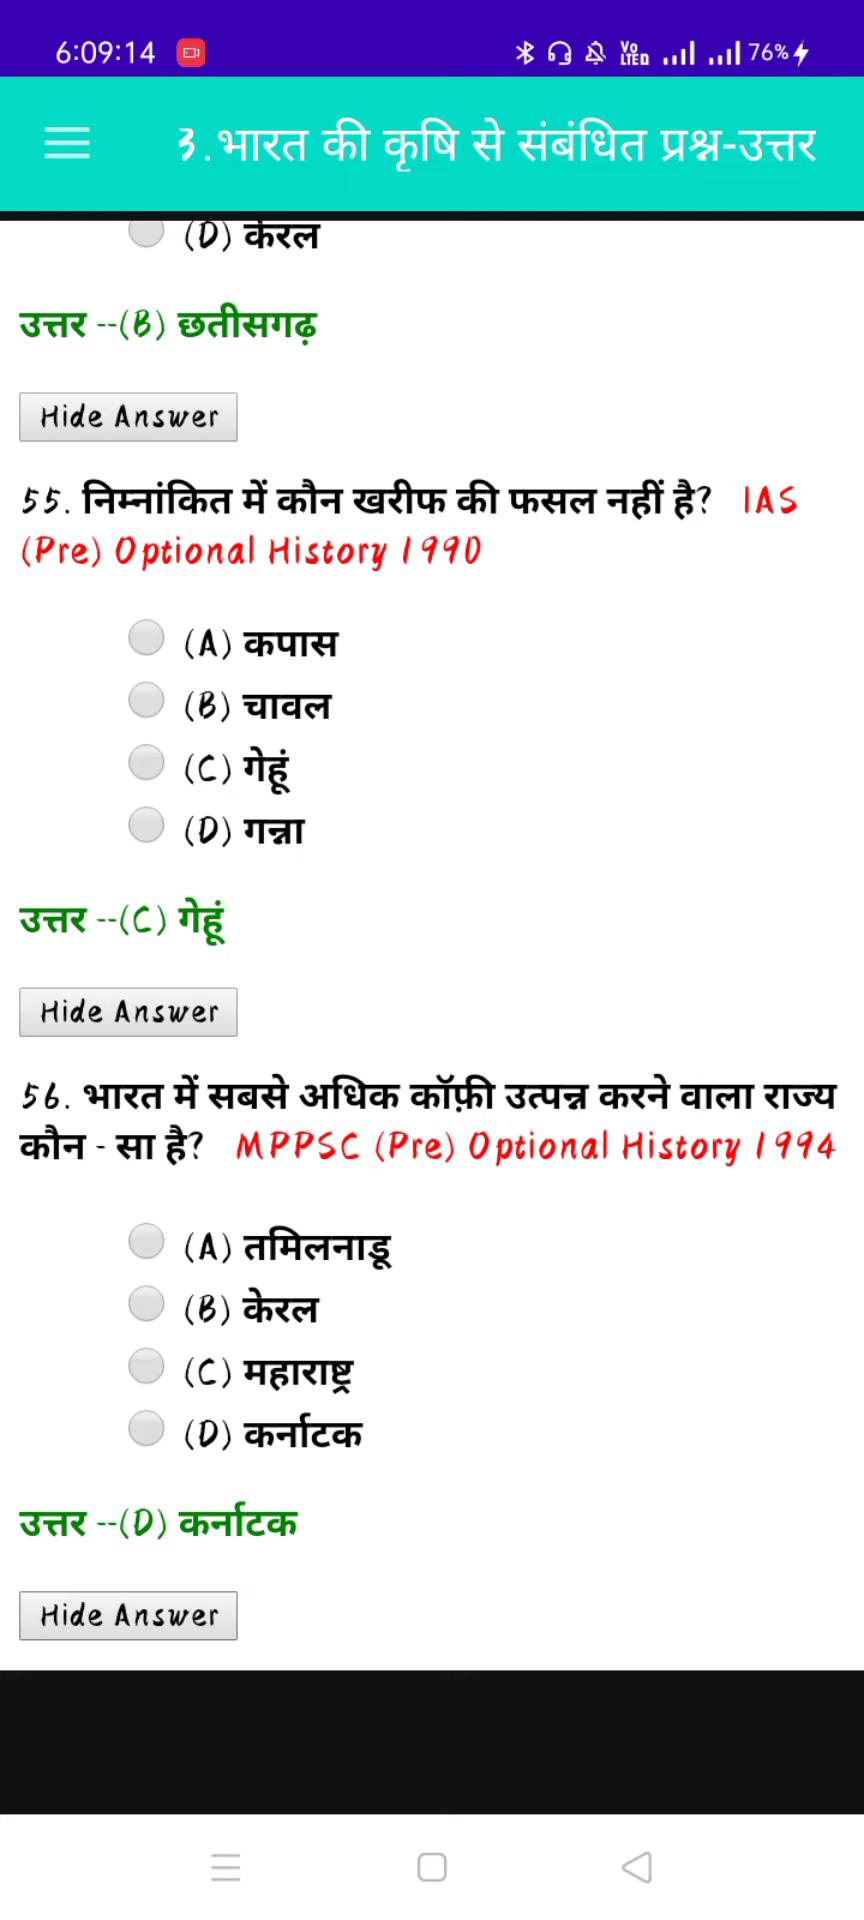 6:09:14 Vo LTED 76%
3.भारत की कृषि से संबंधित प्रश्न-उत्तर
(D) केरल
उत्तर --(B) छतीसगढ़
Hide Answer
55. निम्नांकित में कौन खरीफ की फसल नहीं है? IAS
(Pre) Optional History 1990
(A) कपास
(B) चावल
(C) गेहूं
(D) गन्ना
उत्तर --(C) गेहूं
Hide Answer
56. भारत में सबसे अधिक कॉफ़ी उत्पन्न करने वाला राज्य
कौन - सा है? MPPSC (Pre) Optional History 1994
(A) तमिलनाडू
(B) केरल
(C) महाराष्ट्र
(D) कर्नाटक
उत्तर --(D) कर्नाटक
Hide Answer